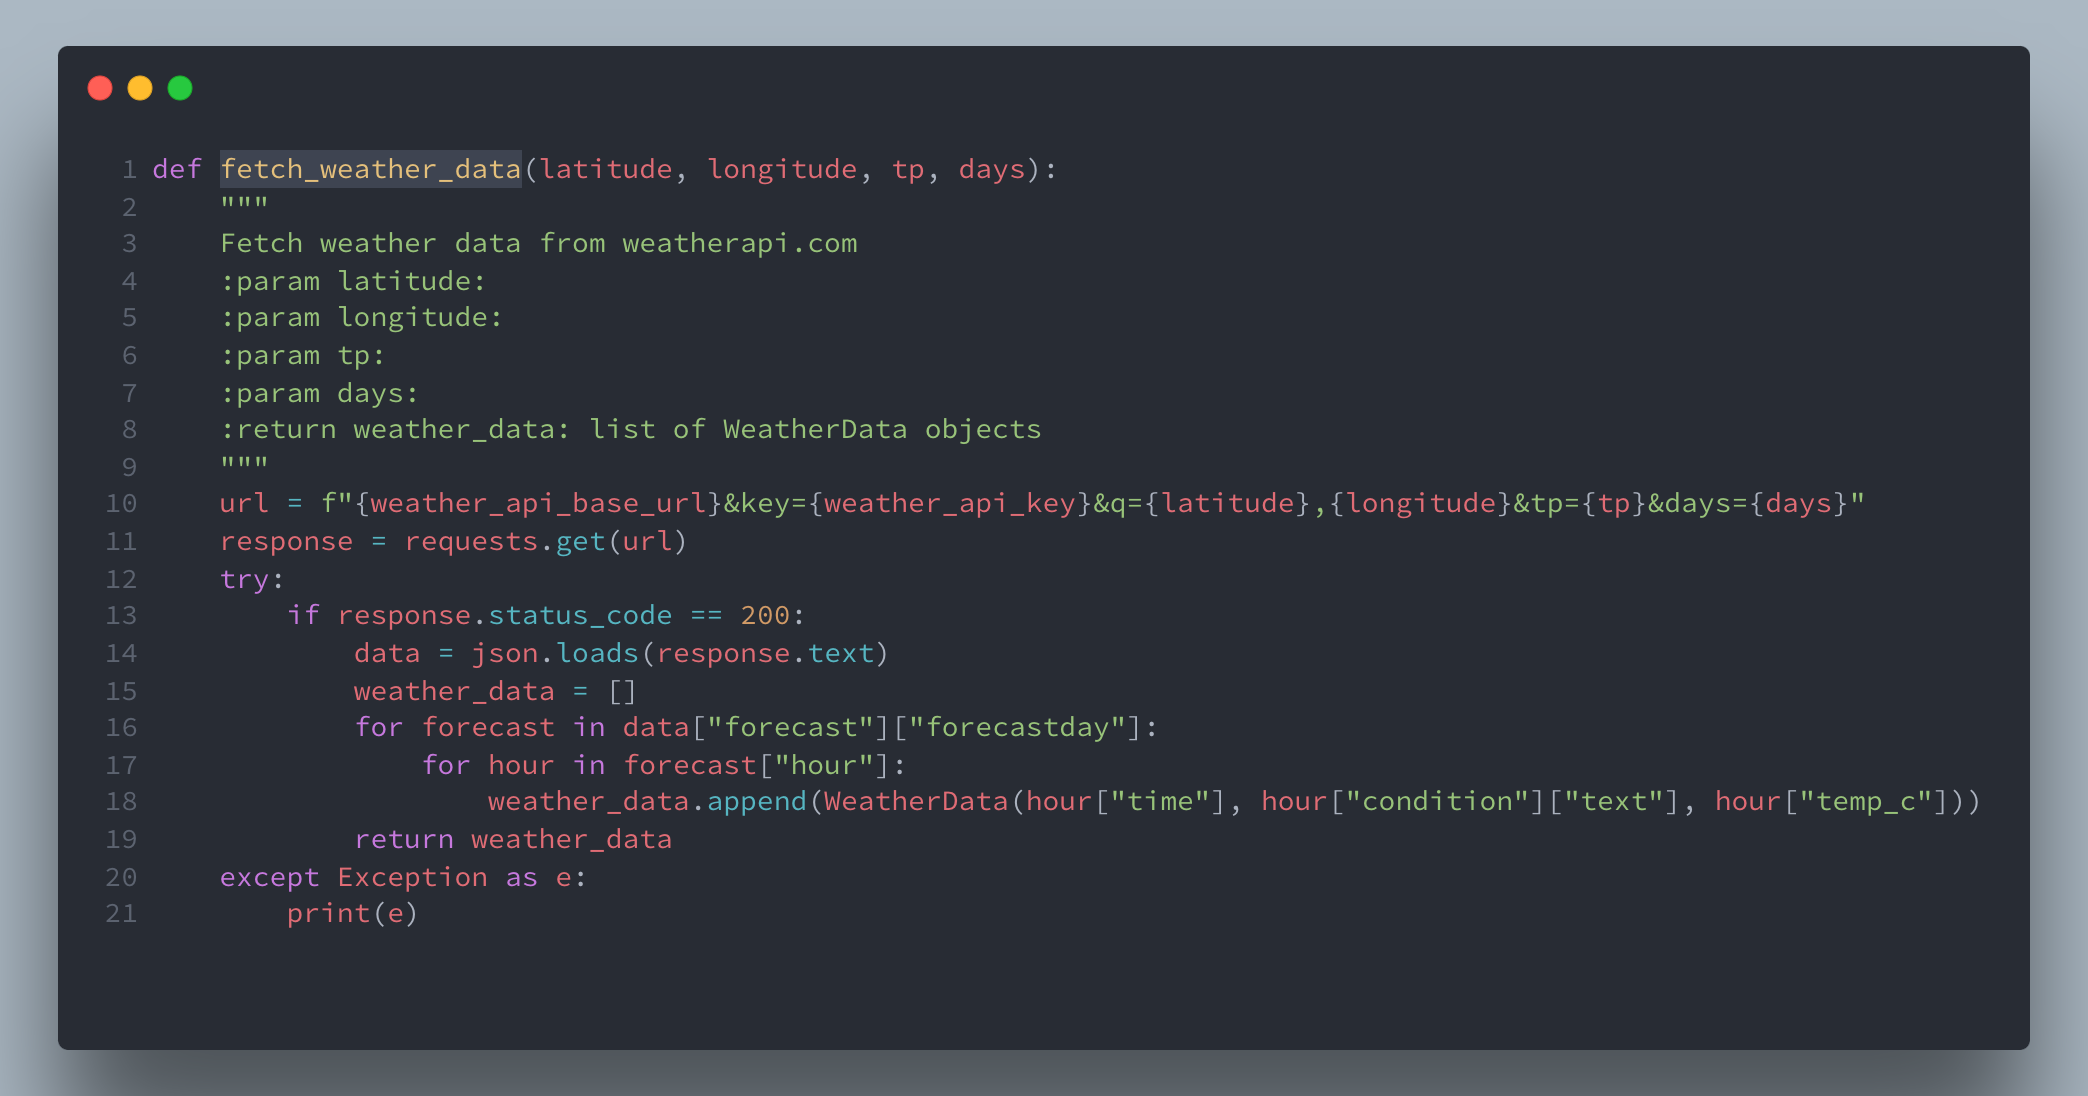 1 def fetch_weather_data(latitude, longitude, tp, days):
2     """
3     Fetch weather data from weatherapi.com
4     :param latitude:
5     :param longitude:
6     :param tp:
7     :param days:
8     :return weather_data: list of WeatherData objects
9     """
10     url = f"{weather_api_base_url}&key={weather_api_key}&q={latitude},{longitude}&tp={tp}&days={days}"
11     response = requests.get(url)
12     try:
13         if response.status_code == 200:
14             data = json.loads(response.text)
15             weather_data = []
16             for forecast in data["forecast"]["forecastday"]:
17                 for hour in forecast["hour"]:
18                     weather_data.append(WeatherData(hour["time"], hour["condition"]["text"], hour["temp_c"]))
19             return weather_data
20     except Exception as e:
21         print(e)